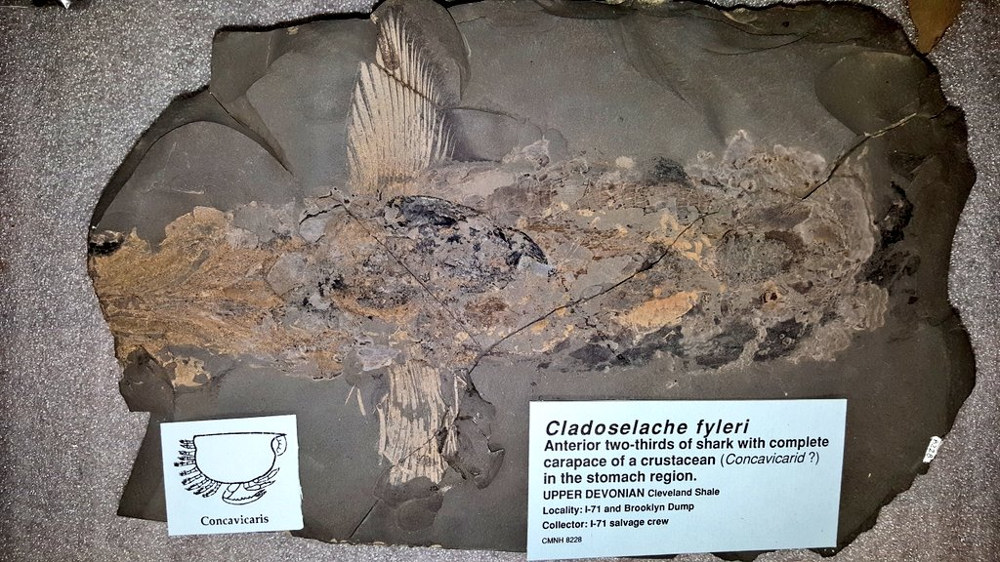 Concavicaris
Cladoselache fyleri
Anterior two-thirds of shark with complete
carapace of a crustacean (Concavicarid ?)
in the stomach region.
UPPER DEVONIAN Cleveland Shale
Locality: I-71 and Brooklyn Dump
Collector: I-71 salvage crew
CMNH 8228